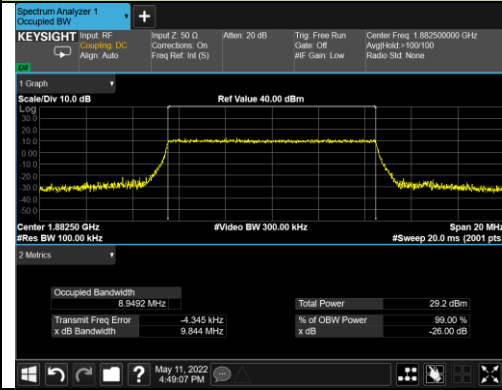 Spectrum Analyzer 1
Occupied BW
KEYSIGHT
Input: RF
Coupling: DC
Align: Auto
Input Z: 50 Ω
Corrections: On
Freq Ref: Int (S)
Atten: 20 dB
Trig: Free Run
Gate: Off
#IF Gain: Low
Center Freq: 1.882500000 GHz
Avg|Hold:>100/100
Radio Std: None
1 Graph
Scale/Div 10.0 dB
Ref Value 40.00 dBm
Log
30.0
20.0
10.0
0.00
-10.0
-20.0
-30.0
-40.0
-50.0
Center 1.88250 GHz
#Video BW 300.00 kHz
Span 20 MHz
#Res BW 100.00 kHz
#Sweep 20.0 ms (2001 pts)
2 Metrics
Occupied Bandwidth
8.9492 MHz
Total Power 29.2 dBm
Transmit Freq Error -4.345 kHz
% of OBW Power 99.00 %
x dB Bandwidth 9.844 MHz
x dB -26.00 dB
?
May 11, 2022
4:49:07 PM